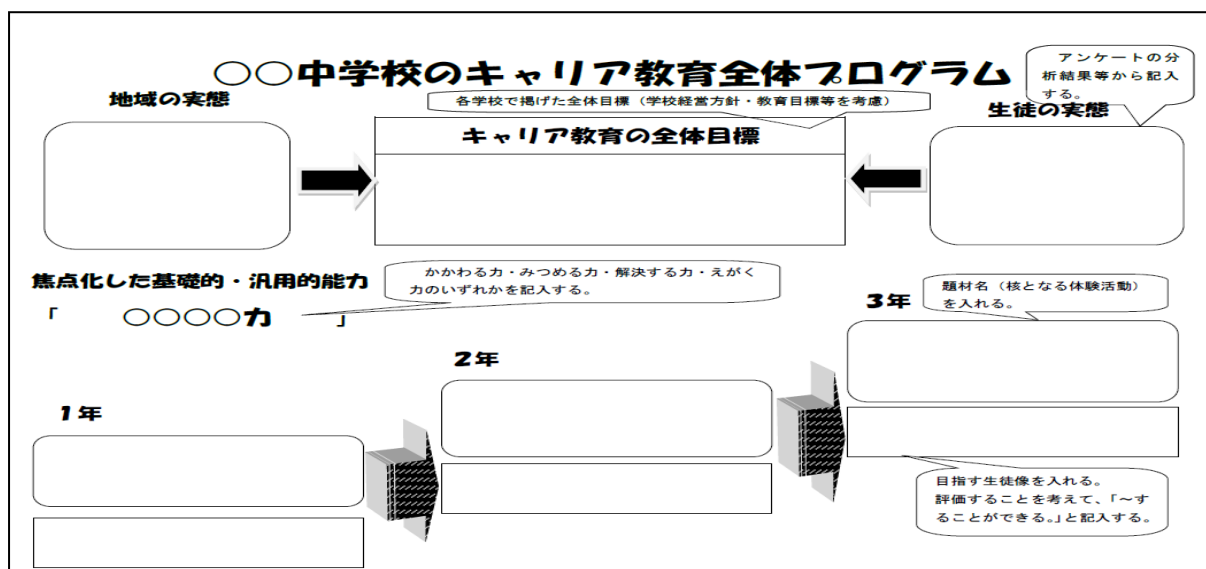 ○○中学校のキャリア教育全体プログラム
アンケートの分
析結果等から記入
する。
地域の実態
各学校で掲げた全体目標(学校経営方針・教育目標等を考慮)
生徒の実態
キャリア教育の全体目標
焦点化した基礎的・汎用的能力
かかわる力・みつめる力・解決する力・えがく
力のいずれかを記入する。
「 ○○○○力 」
3年
題材名(核となる体験活動)
を入れる。
2年
1年
目指す生徒像を入れる。
評価することを考えて、「~す
ることができる。」と記入する。